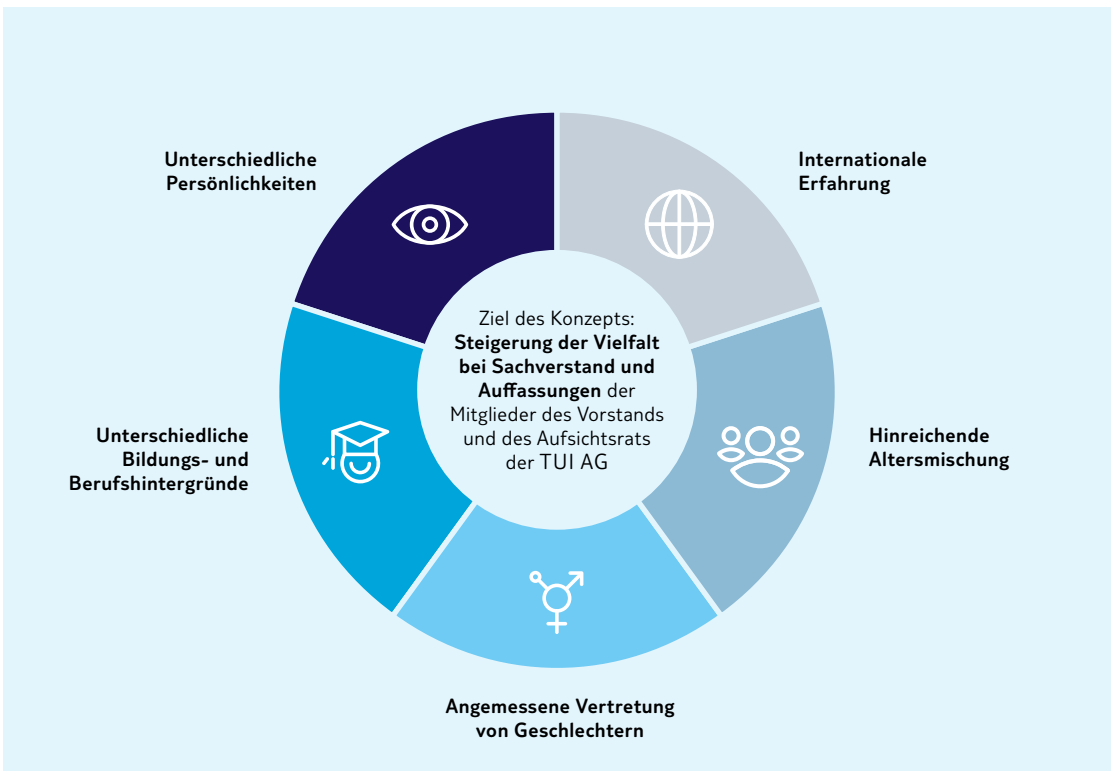 Unterschiedliche
Persönlichkeiten
Internationale
Erfahrung
Ziel des Konzepts:
Steigerung der Vielfalt
bei Sachverstand und
Auffassungen der
Mitglieder des Vorstands
und des Aufsichtsrats
der TUI AG
Unterschiedliche
Bildungs- und
Berufshintergründe
Hinreichende
Altersmischung
Angemessene Vertretung
von Geschlechtern